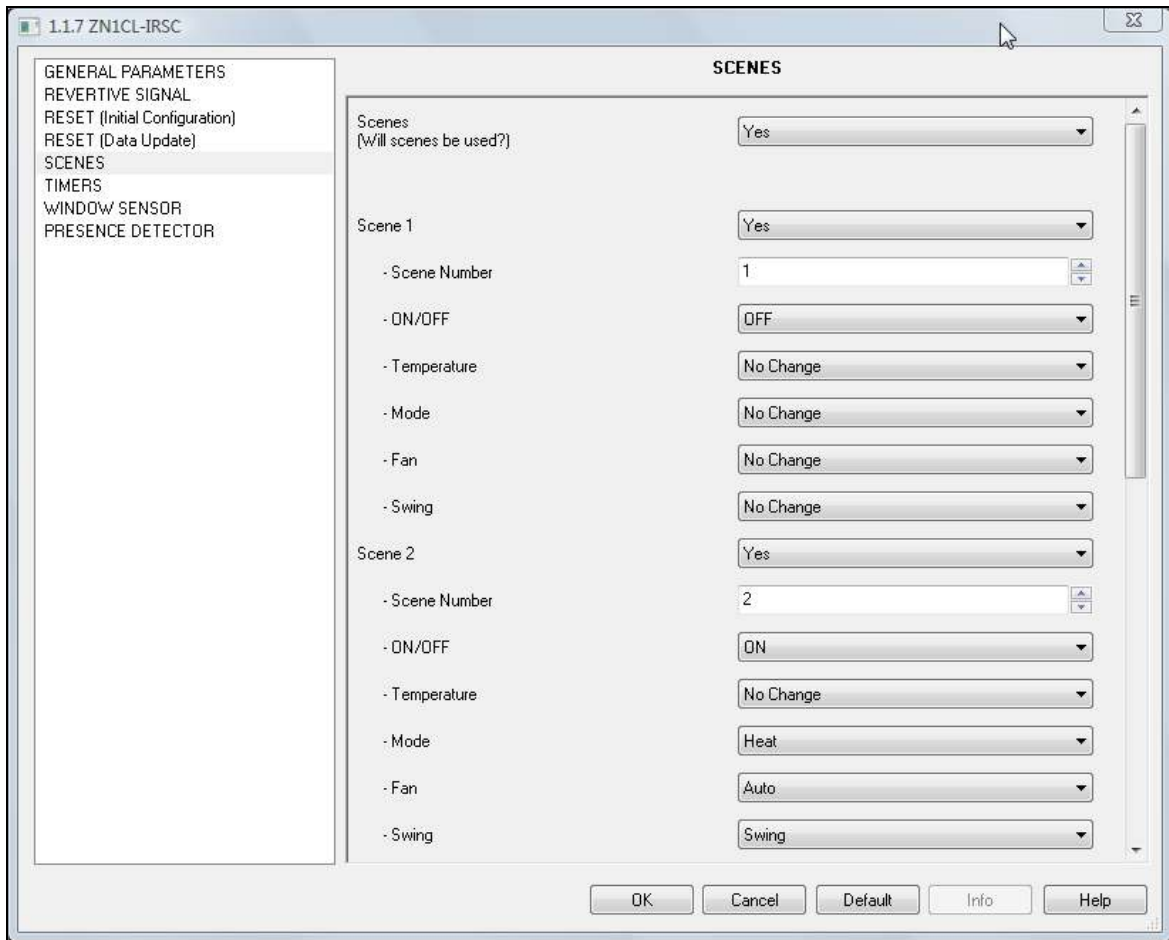 1.1.7 ZN1CL-IRSC
GENERAL PARAMETERS
REVERTIVE SIGNAL
RESET (Initial Configuration)
RESET (Data Update)
SCENES
TIMERS
WINDOW SENSOR
PRESENCE DETECTOR
SCENES
Scenes
(Will scenes be used?)
Yes
Scene 1
Yes
- Scene Number
1
- ON/OFF
OFF
- Temperature
No Change
- Mode
No Change
- Fan
No Change
- Swing
No Change
Scene 2
Yes
- Scene Number
2
- ON/OFF
ON
- Temperature
No Change
- Mode
Heat
- Fan
Auto
- Swing
Swing
OK
Cancel
Default
Info
Help